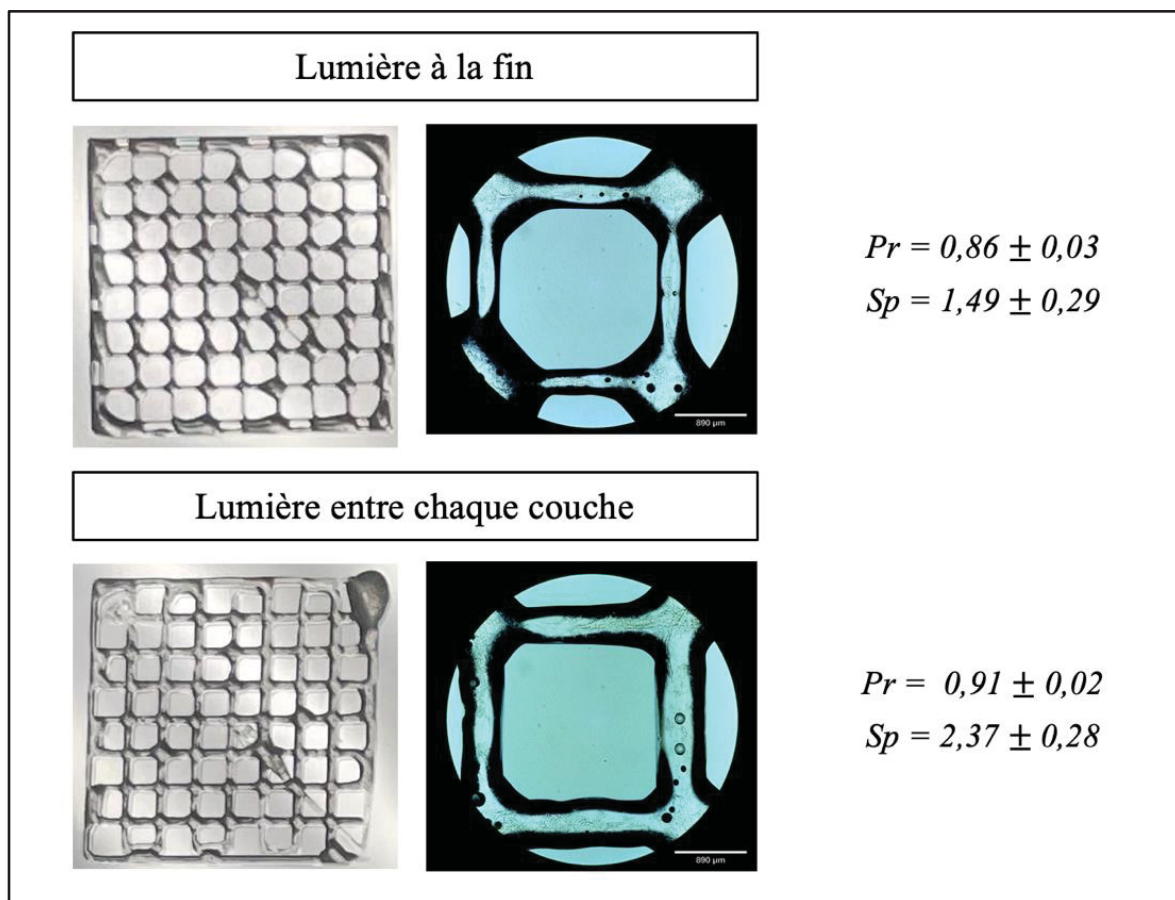 Lumière à la fin
Pr = 0,86 ± 0,03
Sp = 1,49 ± 0,29
890 µm
Lumière entre chaque couche
Pr = 0,91 ± 0,02
Sp = 2,37 ± 0,28
890 µm